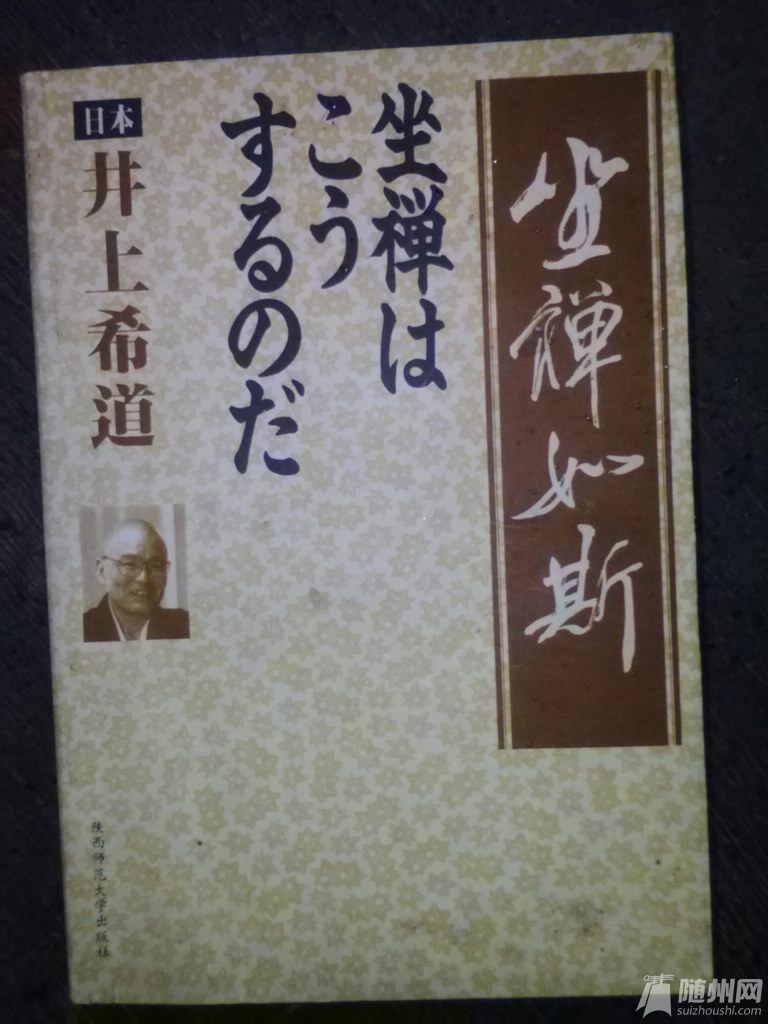 坐禅如斯
坐禅は
こう
するのだ
日本
井上希道
陕西师范大学出版社
随州网
suizhoushi.com